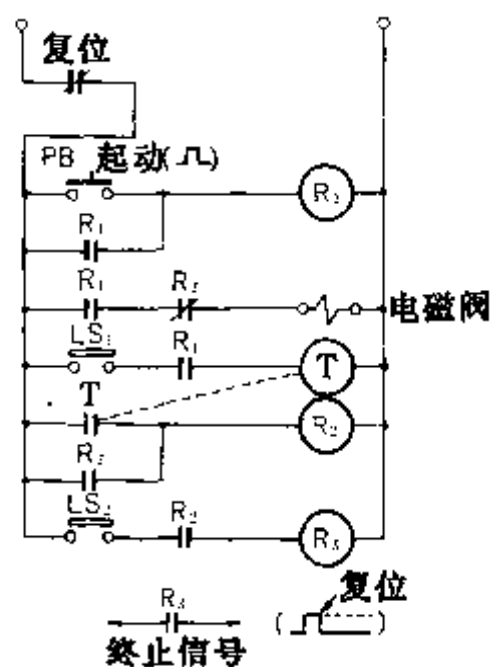 复位
PB 起动(⎍)
R₁
R₁
电磁阀
LS₁ R₁
T
T
R₂
LS₂ R₂
R₃
R₃
复位
终止信号